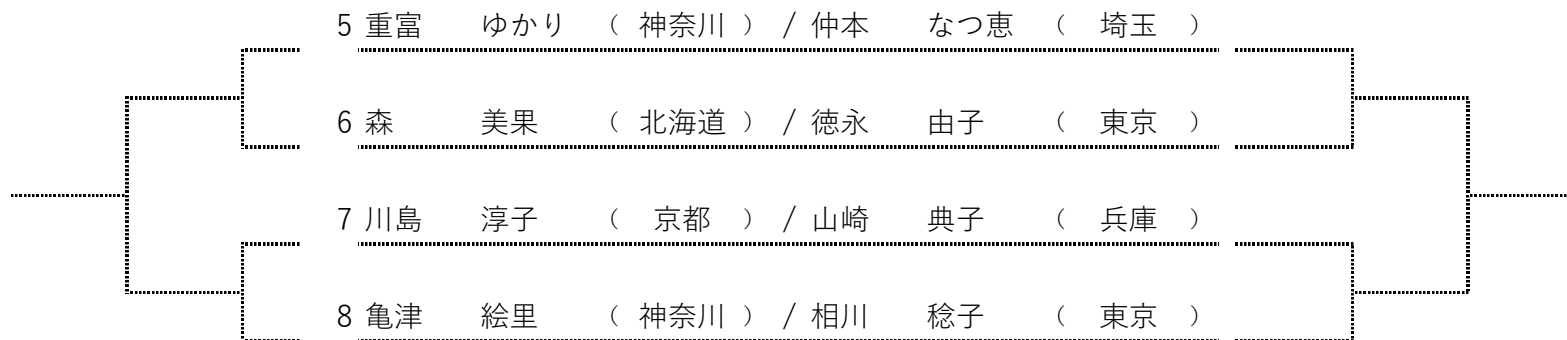 5 重富 ゆかり ( 神奈川 ) / 仲本 なつ恵 ( 埼玉 )
6 森 美果 ( 北海道 ) / 徳永 由子 ( 東京 )
7 川島 淳子 ( 京都 ) / 山崎 典子 ( 兵庫 )
8 亀津 絵里 ( 神奈川 ) / 相川 稔子 ( 東京 )